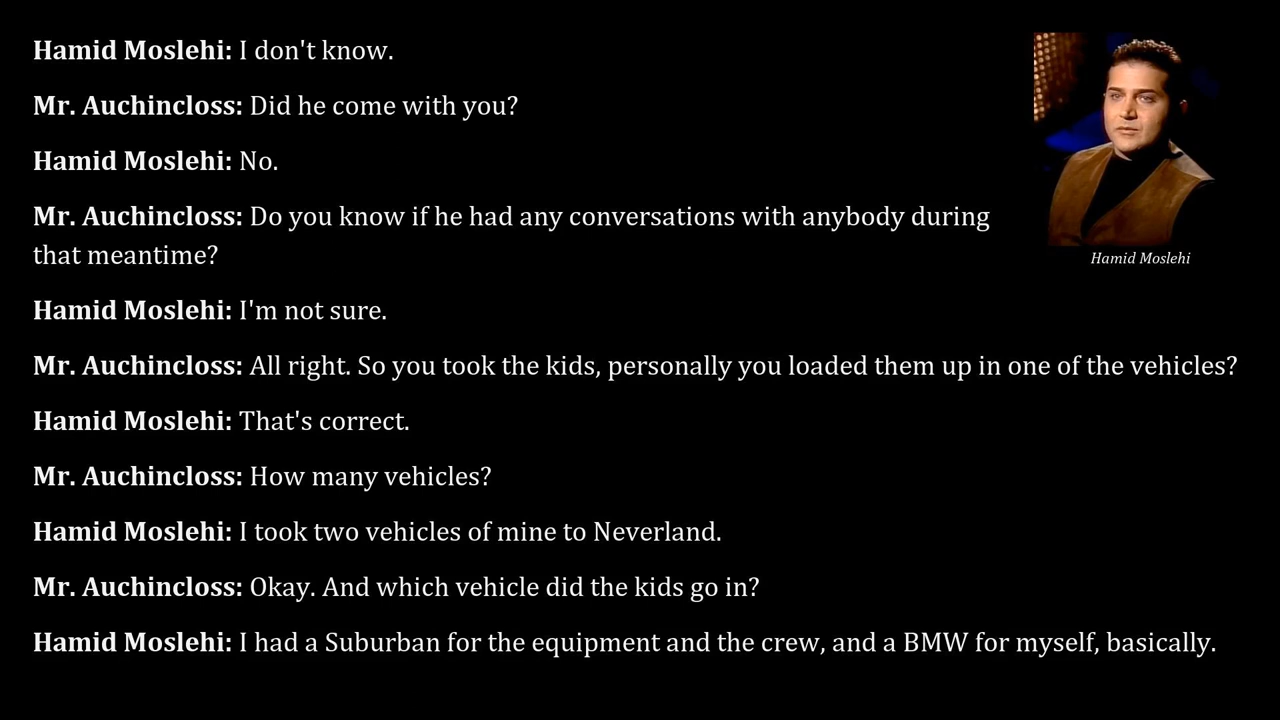 Hamid Moslehi: I don't know.
Mr. Auchincloss: Did he come with you?
Hamid Moslehi: No.
Mr. Auchincloss: Do you know if he had any conversations with anybody during
that meantime?
Hamid Moslehi
Hamid Moslehi: I'm not sure.
Mr. Auchincloss: All right. So you took the kids, personally you loaded them up in one of the vehicles?
Hamid Moslehi: That's correct.
Mr. Auchincloss: How many vehicles?
Hamid Moslehi: I took two vehicles of mine to Neverland.
Mr. Auchincloss: Okay. And which vehicle did the kids go in?
Hamid Moslehi: I had a Suburban for the equipment and the crew, and a BMW for myself, basically.